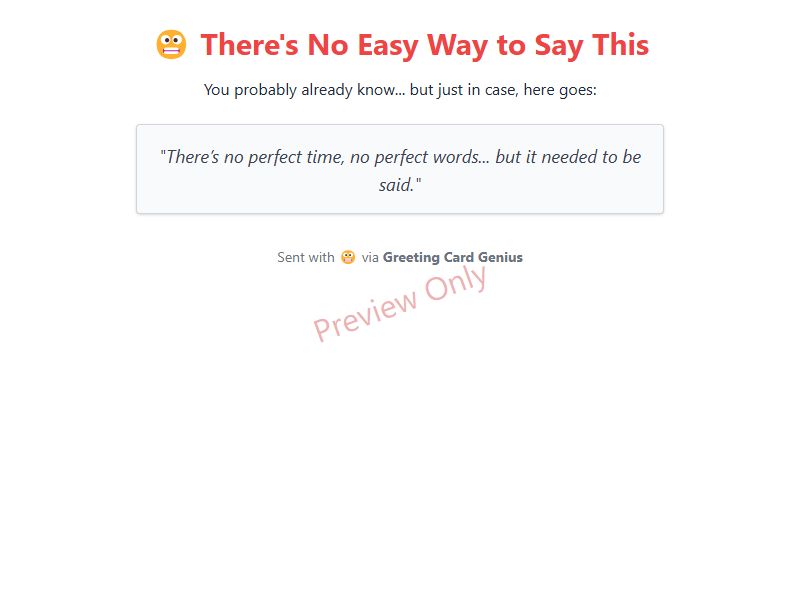 😬 There's No Easy Way to Say This
You probably already know... but just in case, here goes:
"There’s no perfect time, no perfect words... but it needed to be
said."
Sent with 😬 via Greeting Card Genius
Preview Only